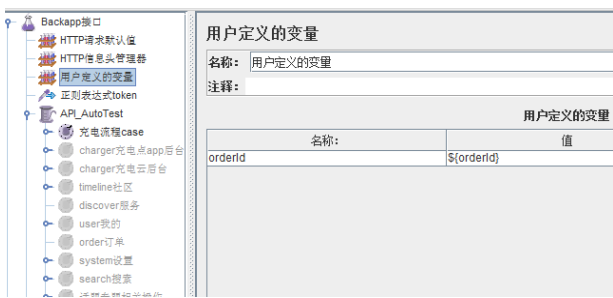 Backapp接口
HTTP请求默认值
HTTP信息头管理器
用户定义的变量
正则表达式token
API_AutoTest
充电流程case
charger充电点app后台
charger充电云后台
timeline社区
discover服务
user我的
order订单
system设置
search搜索
用户定义的变量
名称： 用户定义的变量
注释：
用户定义的变量
名称： 值
orderId ${orderId}